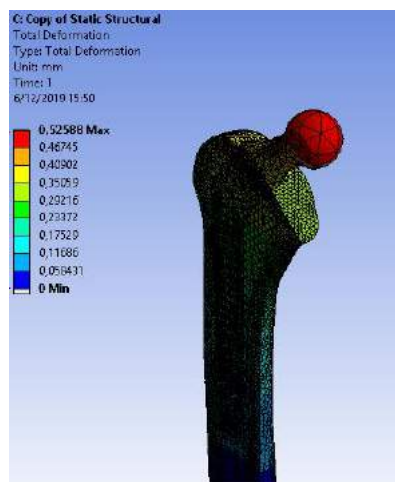 C: Copy of Static Structural
Total Deformation
Type: Total Deformation
Unit: mm
Time: 1
6/12/2019 15:50
0,52588 Max
0,46745
0,40902
0,35059
0,29216
0,23372
0,17529
0,11686
0,058431
0 Min